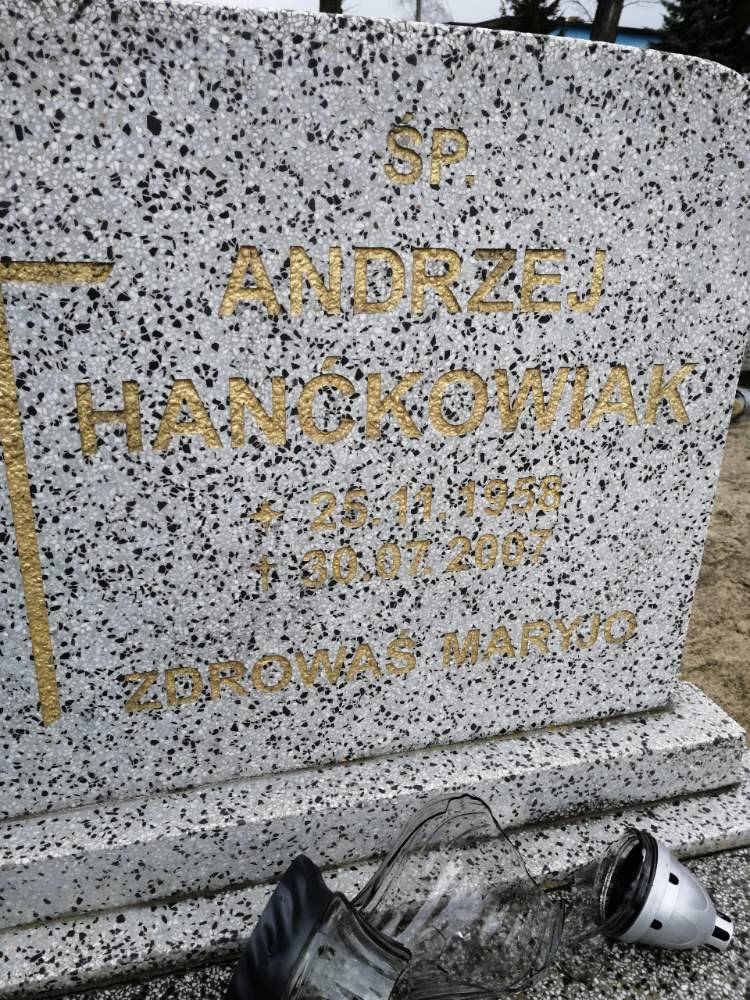 ŚP.
ANDRZEJ
HANĆKOWIAK
25.11.1958
† 30.07.2007
ZDROWAŚ MARYJO